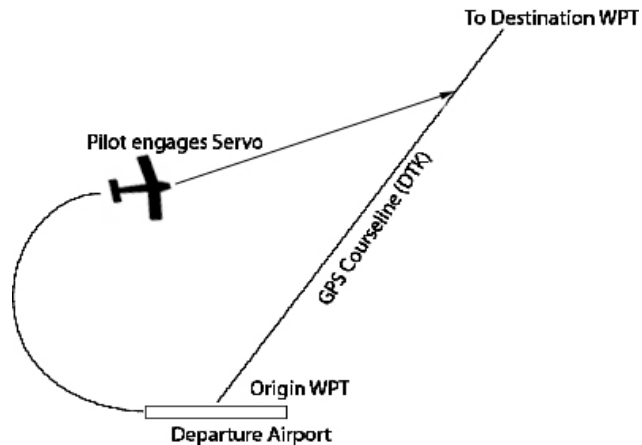 To Destination WPT
Pilot engages Servo
GPS Courseline (DTK)
Origin WPT
Departure Airport